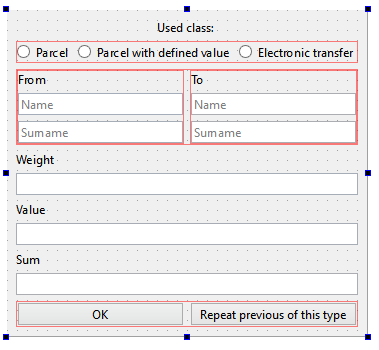 Used class:
Parcel Parcel with defined value Electronic transfer
From To
Name Name
Surname Surname
Weight
Value
Sum
OK Repeat previous of this type